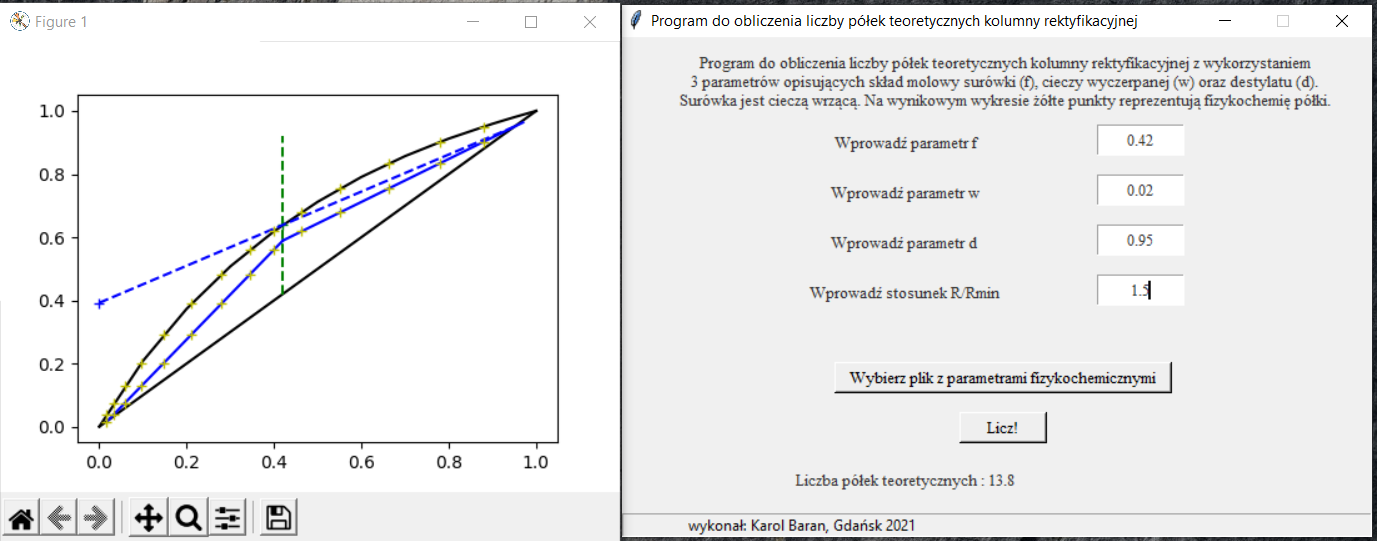 Figure 1
1.0
0.8
0.6
0.4
0.2
0.0
0.0 0.2 0.4 0.6 0.8 1.0
Program do obliczenia liczby półek teoretycznych kolumny rektyfikacyjnej
Program do obliczenia liczby półek teoretycznych kolumny rektyfikacyjnej z wykorzystaniem
3 parametrów opisujących skład molowy surówki (f), cieczy wyczerpanej (w) oraz destylatu (d).
Surówka jest cieczą wrzącą. Na wynikowym wykresie żółte punkty reprezentują fizykochemię półki.
Wprowadź parametr f 0.42
Wprowadź parametr w 0.02
Wprowadź parametr d 0.95
Wprowadź stosunek R/Rmin 1.5
Wybierz plik z parametrami fizykochemicznymi
Licz!
Liczba półek teoretycznych : 13.8
wykonał: Karol Baran, Gdańsk 2021